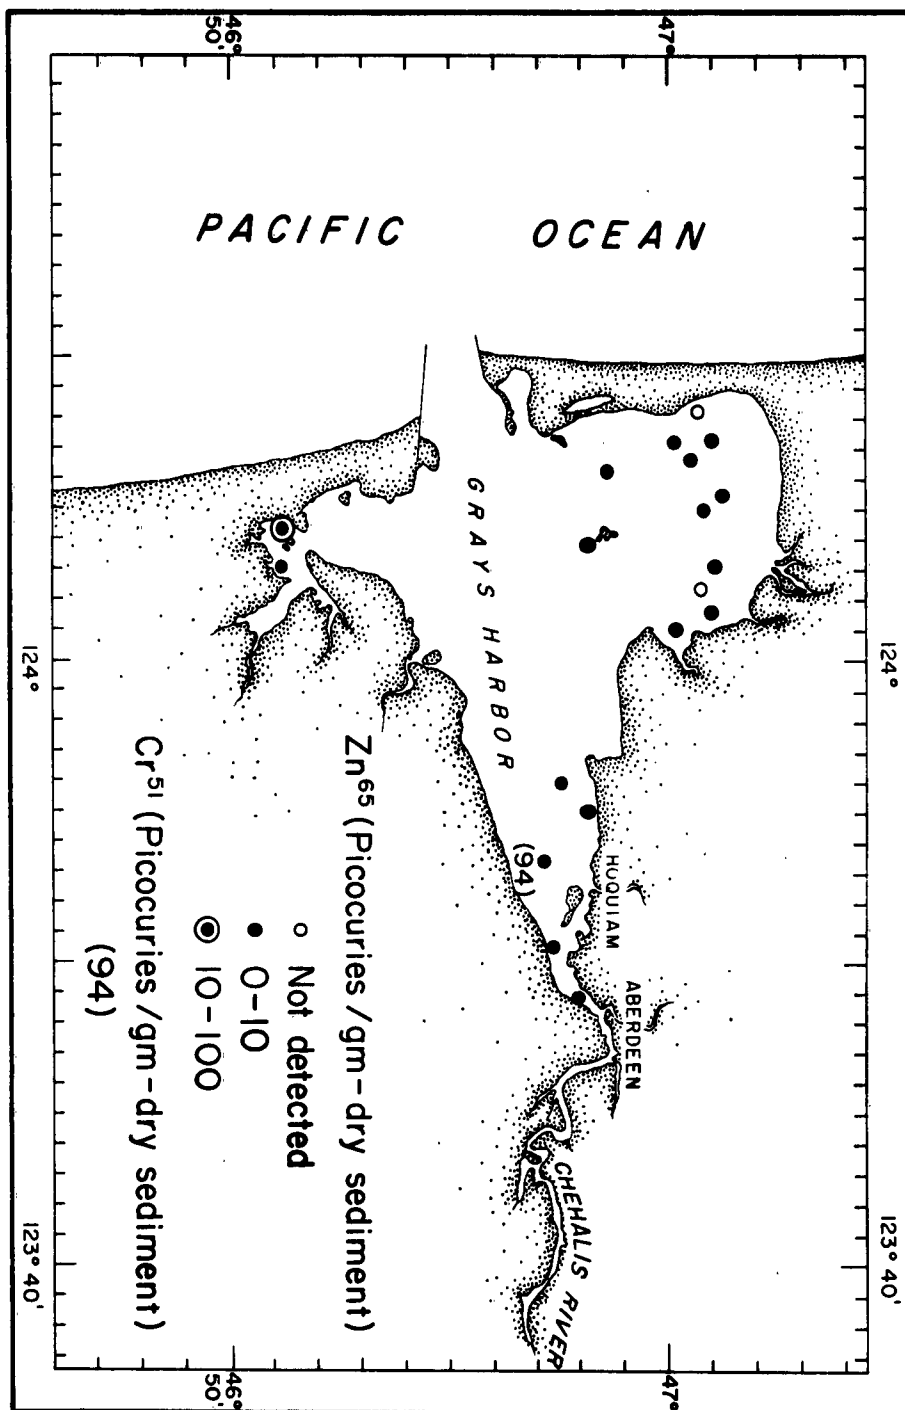 46°
50'
47°
PACIFIC OCEAN
GRAYS HARBOR
124°
124°
(94)
HOQUIAM
ABERDEEN
CHEHALIS RIVER
123° 40'
123° 40'
46°
50'
47°
Zn⁶⁵ (Picocuries/gm-dry sediment)
Not detected
0-10
10-100
Cr⁵¹ (Picocuries/gm-dry sediment)
(94)